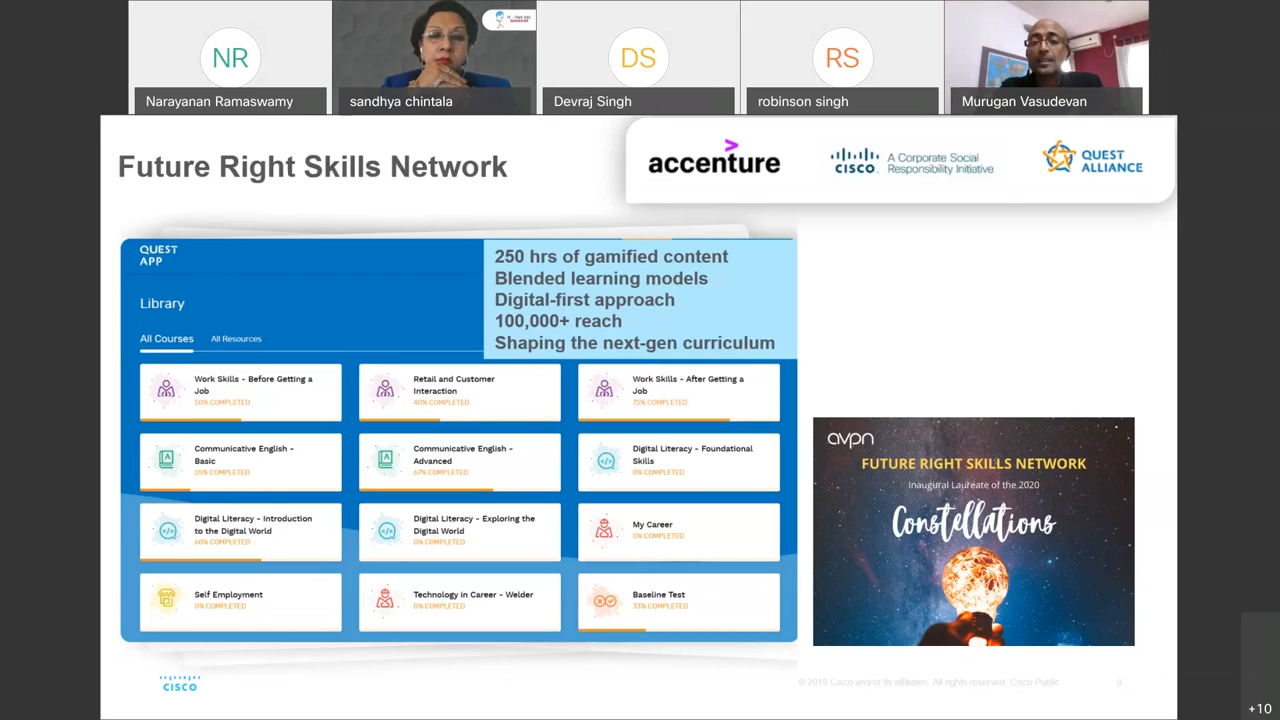 NR
Narayanan Ramaswamy
sandhya chintala
DS
Devraj Singh
RS
robinson singh
Murugan Vasudevan
Future Right Skills Network
accenture
CISCO
A Corporate Social
Responsibility Initiative
QUEST
ALLIANCE
QUEST
APP
Library
All Courses
All Resources
250 hrs of gamified content
Blended learning models
Digital-first approach
100,000+ reach
Shaping the next-gen curriculum
Work Skills - Before Getting a
Job
50% COMPLETED
Retail and Customer
Interaction
40% COMPLETED
Work Skills - After Getting a
Job
75% COMPLETED
Communicative English -
Basic
25% COMPLETED
Communicative English -
Advanced
67% COMPLETED
Digital Literacy - Foundational
Skills
0% COMPLETED
Digital Literacy - Introduction
to the Digital World
60% COMPLETED
Digital Literacy - Exploring the
Digital World
0% COMPLETED
My Career
0% COMPLETED
Self Employment
0% COMPLETED
Technology in Career - Welder
0% COMPLETED
Baseline Test
33% COMPLETED
avpn
FUTURE RIGHT SKILLS NETWORK
Inaugural Laureate of the 2020
Constellations
CISCO
© 2019 Cisco and/or its affiliates. All rights reserved. Cisco Public
9
+10